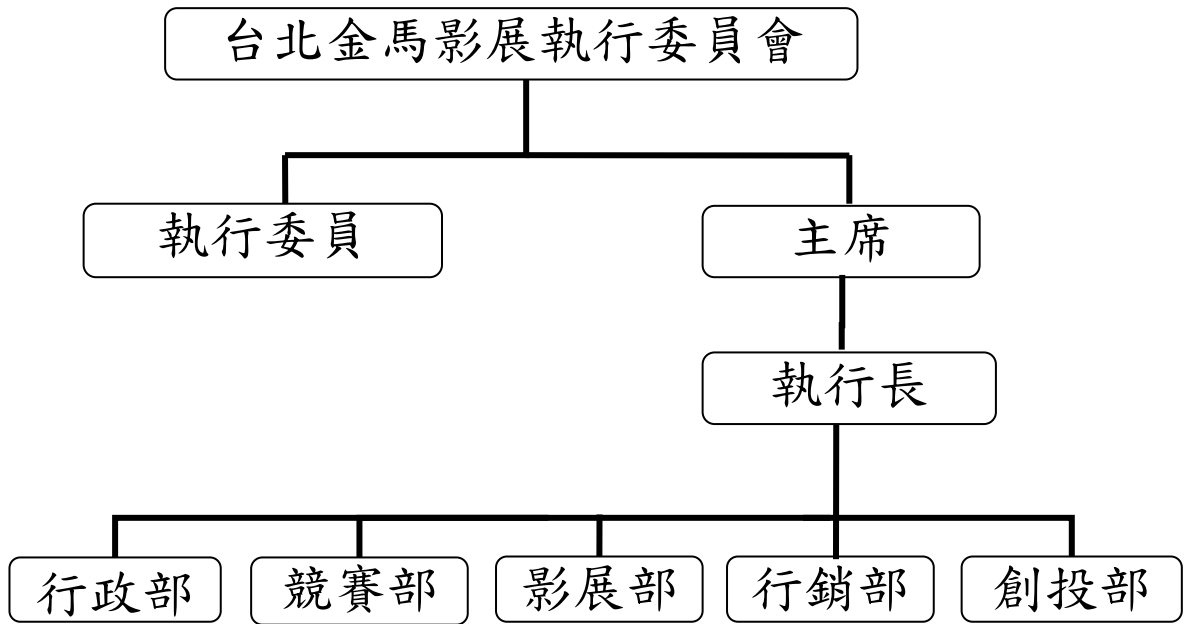 台北金馬影展執行委員會
執行委員
主席
執行長
行政部
競賽部
影展部
行銷部
創投部